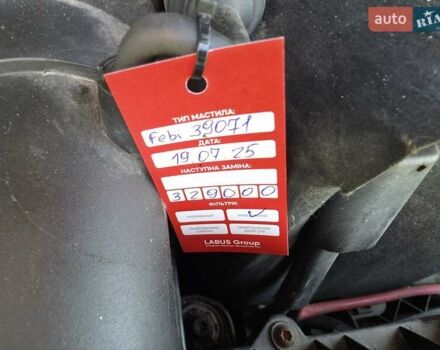 auto
RIA
ТИП МАСТИЛА:
Febi 39071
ДАТА:
19 07 25
НАСТУПНА ЗАМІНА:
329000
ФІЛЬТРИ:
LABUS Group